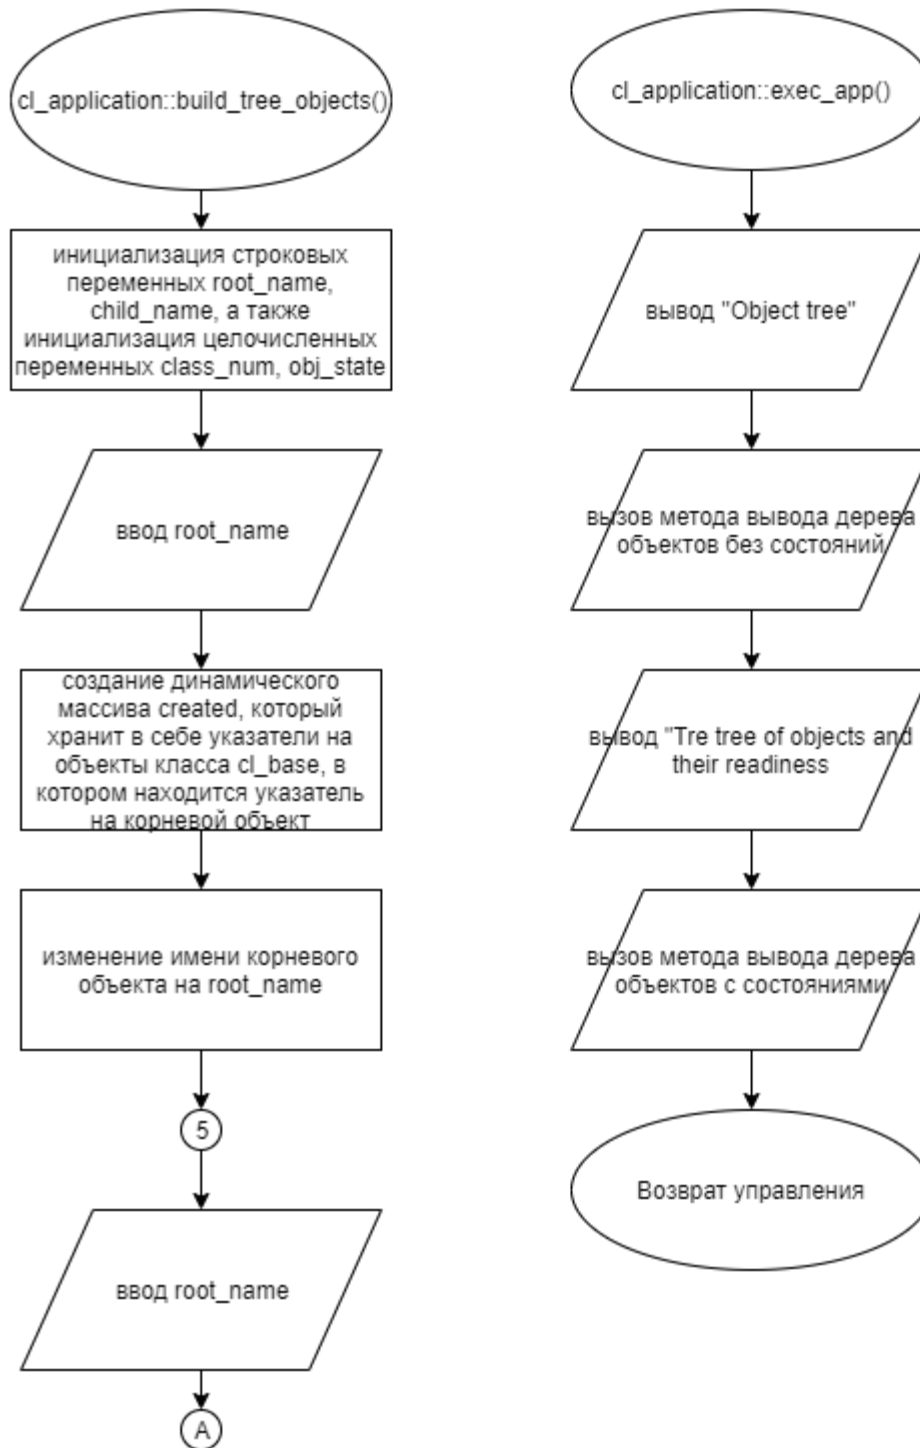 cl_application::build_tree_objects()
инициализация строковых
переменных root_name,
child_name, а также
инициализация целочисленных
переменных class_num, obj_state
ввод root_name
создание динамического
массива created, который
хранит в себе указатели на
объекты класса cl_base, в
котором находится указатель
на корневой объект
изменение имени корневого
объекта на root_name
5
ввод root_name
A
cl_application::exec_app()
вывод "Object tree"
вызов метода вывода дерева
объектов без состояний
вывод "Tre tree of objects and
their readiness
вызов метода вывода дерева
объектов с состояниями
Возврат управления